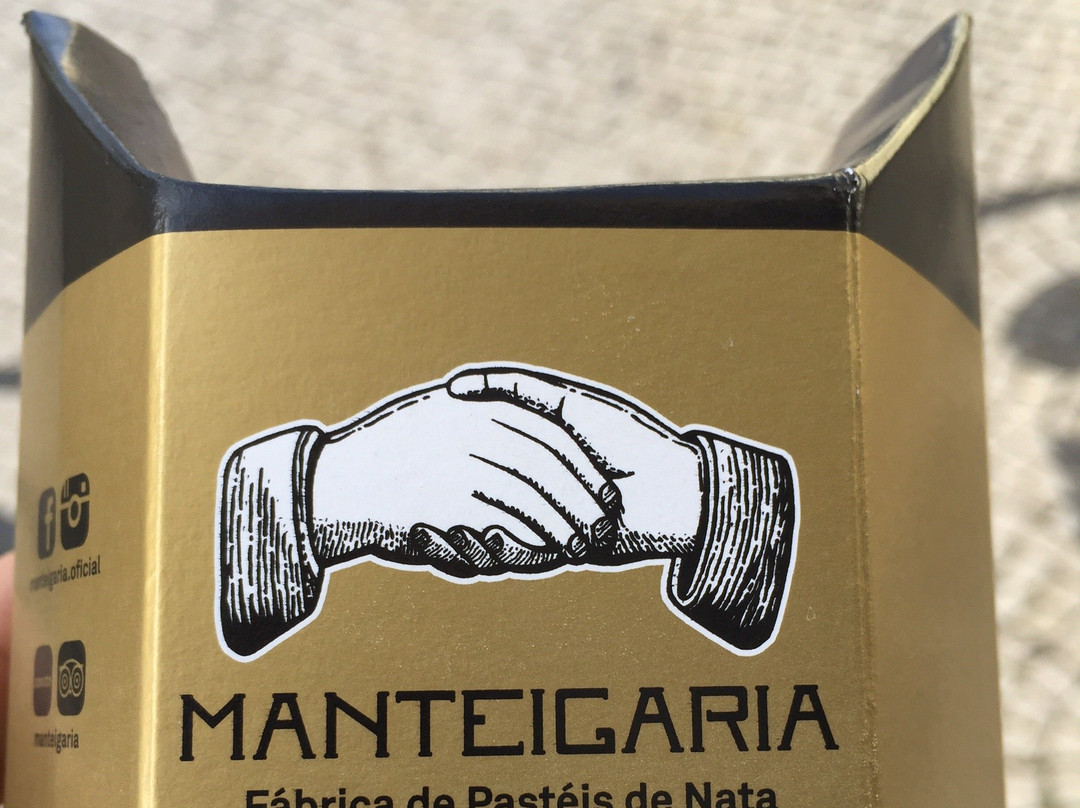 manteigaria.oficial
manteigaria
MANTEIGARIA
Fábrica de Pastéis de Nata